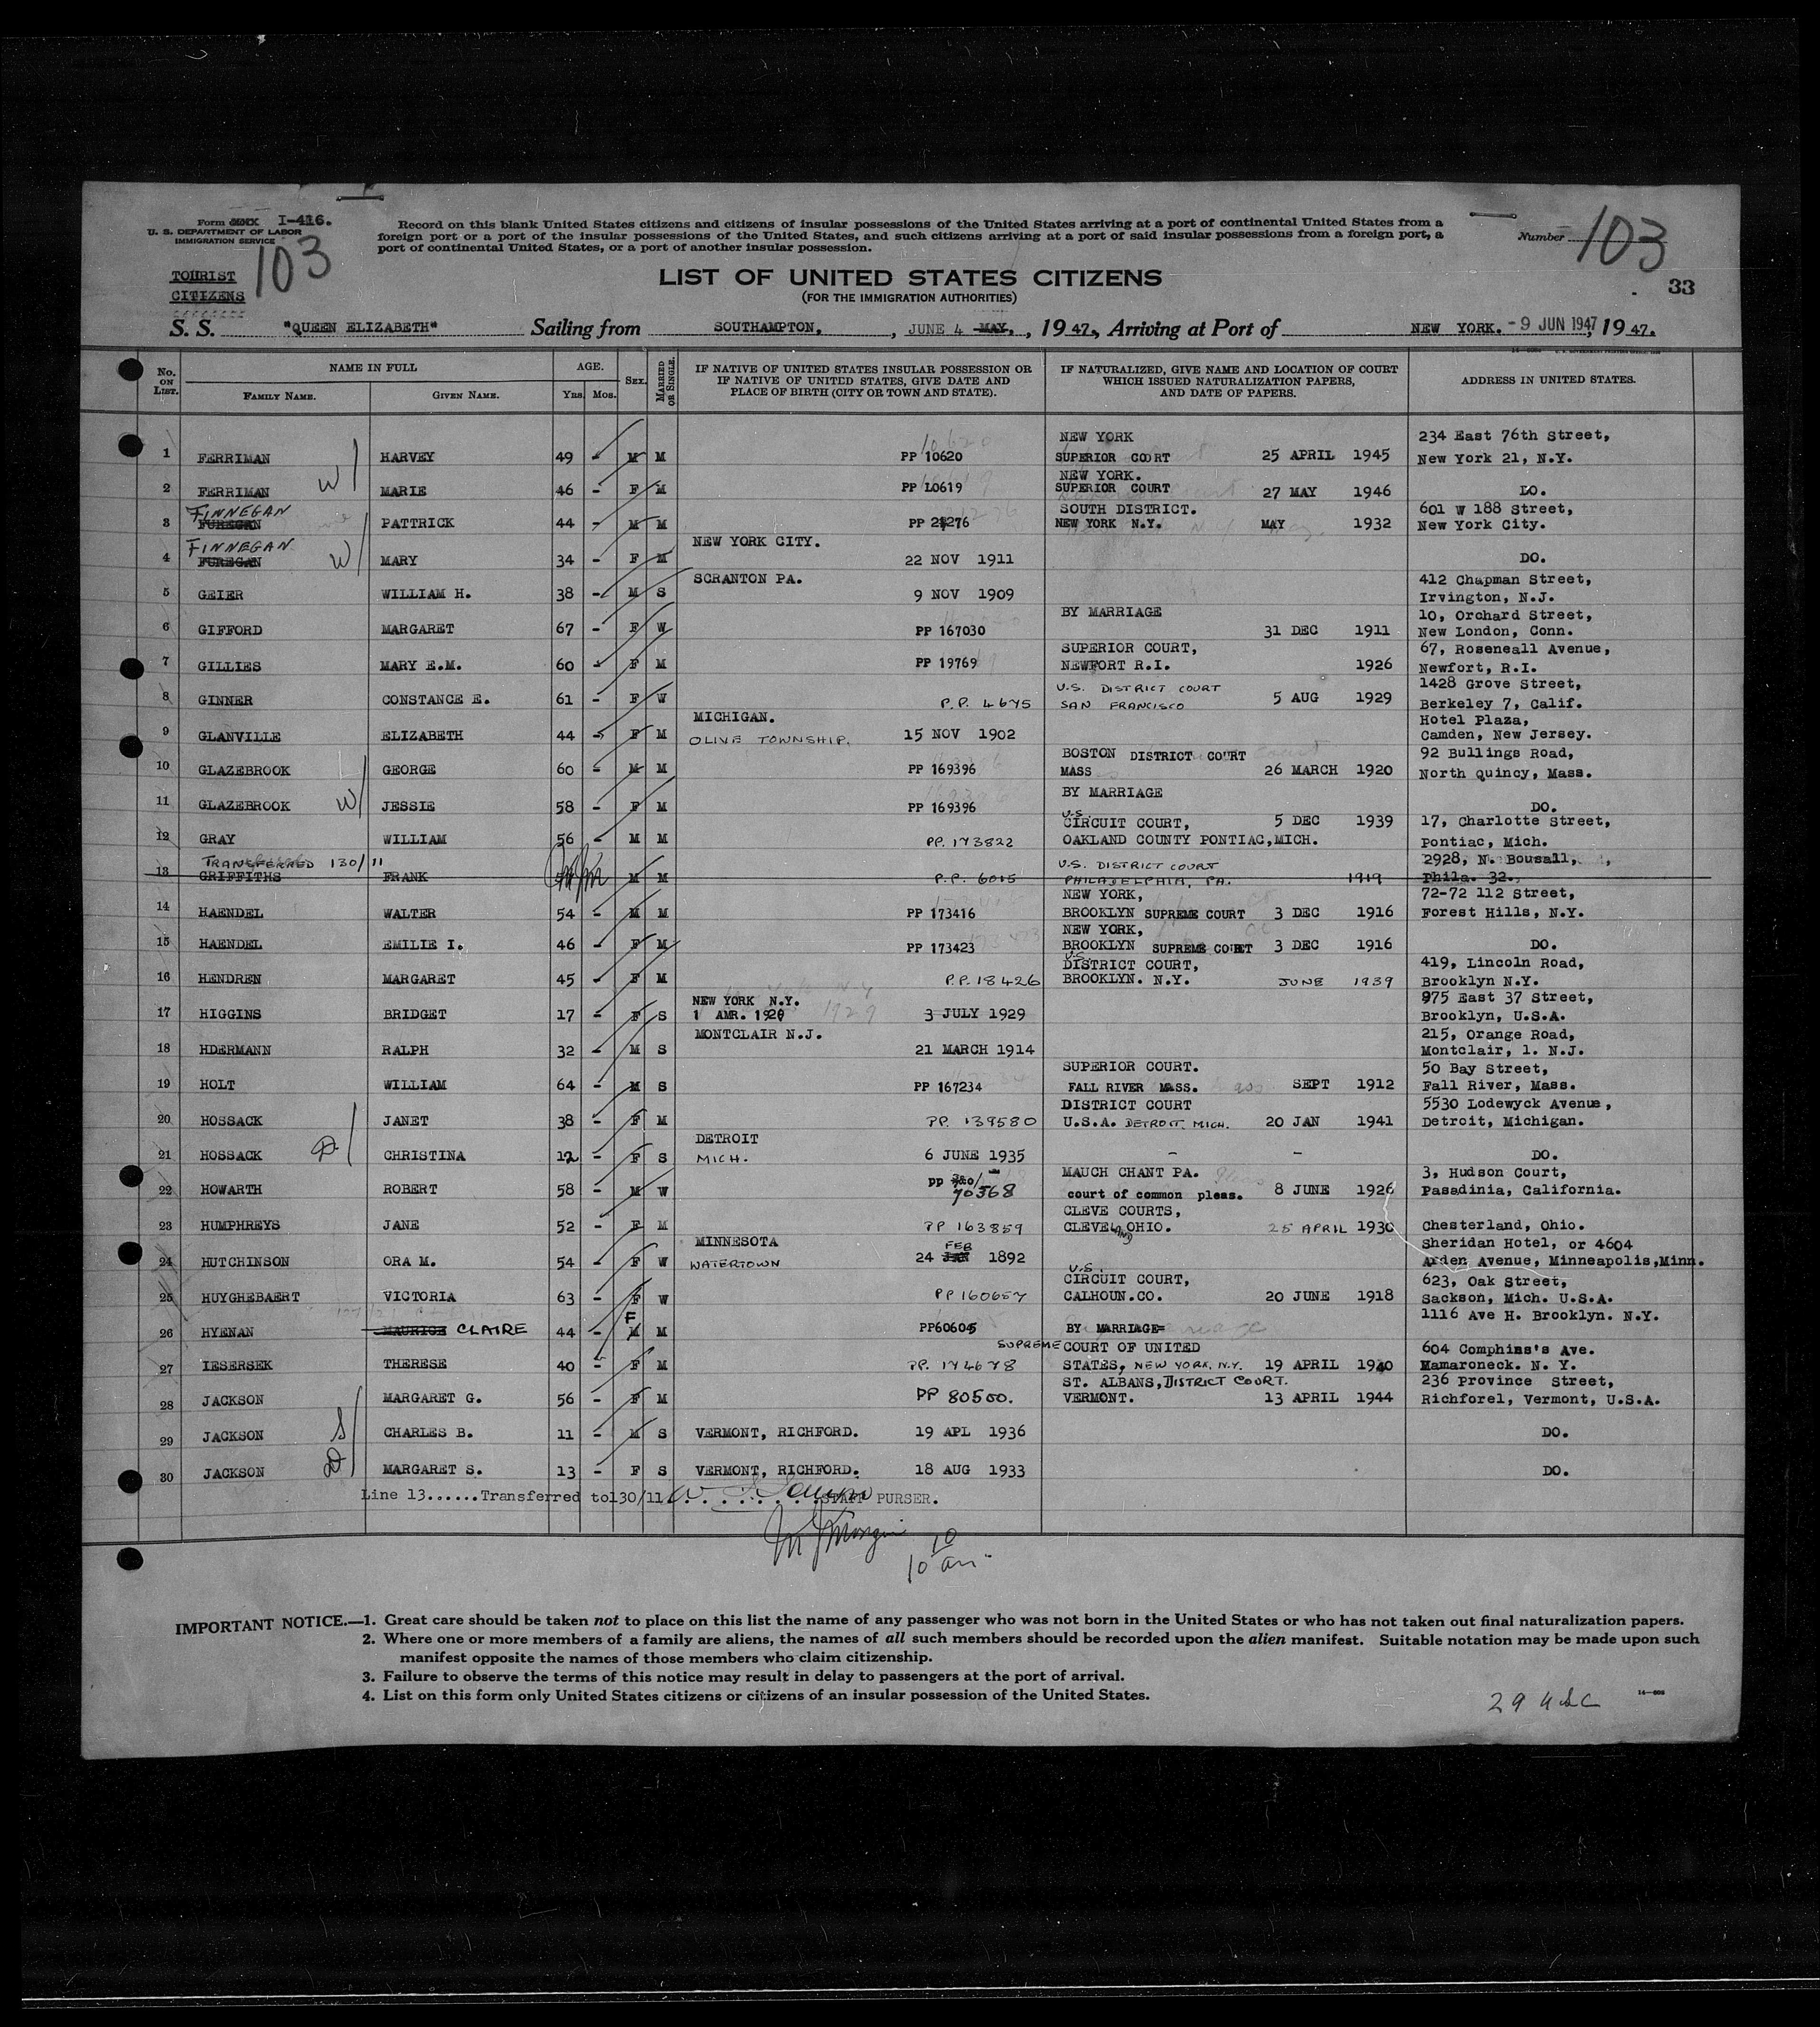 Form I-416.
U. S. DEPARTMENT OF LABOR
IMMIGRATION SERVICE
103
TOURIST
CITIZENS
Record on this blank United States citizens and citizens of insular possessions of the United States arriving at a port of continental United States from a
foreign port or a port of the insular possessions of the United States, and such citizens arriving at a port of said insular possessions from a foreign port, a
port of continental United States, or a port of another insular possession.
Number 103
LIST OF UNITED STATES CITIZENS
(FOR THE IMMIGRATION AUTHORITIES)
33
S. S. "QUEEN ELIZABETH" Sailing from SOUTHAMPTON, , JUNE 4 MAY. , 19 47., Arriving at Port of NEW YORK. -9 JUN 1947, 19 47.
No. ON LIST.
NAME IN FULL
FAMILY NAME. GIVEN NAME.
AGE.
YRS. MOS.
SEX.
MARRIED OR SINGLE.
IF NATIVE OF UNITED STATES INSULAR POSSESSION OR
IF NATIVE OF UNITED STATES, GIVE DATE AND
PLACE OF BIRTH (CITY OR TOWN AND STATE).
IF NATURALIZED, GIVE NAME AND LOCATION OF COURT
WHICH ISSUED NATURALIZATION PAPERS,
AND DATE OF PAPERS.
ADDRESS IN UNITED STATES.
NEW YORK 234 East 76th Street,
1 FERRIMAN HARVEY 49 - M M PP 10620 SUPERIOR COORT 25 APRIL 1945 New York 21, N.Y.
NEW YORK.
2 FERRIMAN W MARIE 46 - F M PP L0619 SUPERIOR COURT 27 MAY 1946 DO.
FINNEGAN SOUTH DISTRICT. 601 W 188 Street,
3 FUREGAN PATTRICK 44 - M M PP 21276 NEW YORK N.Y. MAY 1932 New York City.
FINNEGAN NEW YORK CITY.
4 FUREGAN W MARY 34 - F M 22 NOV 1911 DO.
SCRANTON PA. 412 Chapman Street,
5 GEIER WILLIAM H. 38 - M S 9 NOV 1909 Irvington, N.J.
BY MARRIAGE 10, Orchard Street,
6 GIFFORD MARGARET 67 - F W PP 167030 31 DEC 1911 New London, Conn.
SUPERIOR COURT, 67, Roseneall Avenue,
7 GILLIES MARY E.M. 60 - F M PP 19769 NEWFORT R.I. 1926 Newfort, R.I.
U.S. DISTRICT COURT 1428 Grove Street,
8 GINNER CONSTANCE E. 61 - F W P.P. 4675 SAN FRANCISCO 5 AUG 1929 Berkeley 7, Calif.
MICHIGAN. Hotel Plaza,
9 GLANVILLE ELIZABETH 44 - F M OLIVE TOWNSHIP. 15 NOV 1902 Camden, New Jersey.
BOSTON DISTRICT COURT 92 Bullings Road,
10 GLAZEBROOK GEORGE 60 - M M PP 169396 MASS 26 MARCH 1920 North Quincy, Mass.
BY MARRIAGE
11 GLAZEBROOK W JESSIE 58 - F M PP 169396 DO.
U.S. CIRCUIT COURT, 5 DEC 1939 17, Charlotte Street,
12 GRAY WILLIAM 56 - M M PP. 173822 OAKLAND COUNTY PONTIAC,MICH. Pontiac, Mich.
TRANSFERRED 130/11 U.S. DISTRICT COURT 2928, N. Bousall,
13 GRIFFITHS FRANK M M P.P. 6015 PHILADELPHIA, PA. 1919 Phila. 32.
NEW YORK, 72-72 112 Street,
14 HAENDEL WALTER 54 - M M PP 173416 BROOKLYN SUPREME COURT 3 DEC 1916 Forest Hills, N.Y.
NEW YORK,
15 HAENDEL EMILIE I. 46 - F M PP 173423 BROOKLYN SUPREME COURT 3 DEC 1916 DO.
U.S. DISTRICT COURT, 419, Lincoln Road,
16 HENDREN MARGARET 45 - F M P.P. 18426 BROOKLYN. N.Y. JUNE 1939 Brooklyn N.Y.
NEW YORK N.Y. 975 East 37 Street,
17 HIGGINS BRIDGET 17 - F S 1 AMR. 1929 3 JULY 1929 Brooklyn, U.S.A.
MONTCLAIR N.J. 215, Orange Road,
18 HDERMANN RALPH 32 - M S 21 MARCH 1914 Montclair, 1. N.J.
SUPERIOR COURT. 50 Bay Street,
19 HOLT WILLIAM 64 - M S PP 167234 FALL RIVER MASS. SEPT 1912 Fall River, Mass.
DISTRICT COURT 5530 Lodewyck Avenue,
20 HOSSACK JANET 38 - F M PP. 139580 U.S.A. DETROIT. MICH. 20 JAN 1941 Detroit, Michigan.
DETROIT
21 HOSSACK D CHRISTINA 12 - F S MICH. 6 JUNE 1935 - - DO.
MAUCH CHANT PA. 3, Hudson Court,
22 HOWARTH ROBERT 58 - M W PP 70368 court of common pleas. 8 JUNE 1926 Pasadinia, California.
CLEVE COURTS,
23 HUMPHREYS JANE 52 - F M PP 163859 CLEVELAND OHIO. 25 APRIL 1930 Chesterland, Ohio.
MINNESOTA FEB Sheridan Hotel, or 4604
24 HUTCHINSON ORA M. 54 - F W WATERTOWN 24 JAN 1892 Arden Avenue, Minneapolis,Minn.
U.S. CIRCUIT COURT, 623, Oak Street,
25 HUYGHEBAERT VICTORIA 63 - F W PP 160657 CALHOUN.CO. 20 JUNE 1918 Sackson, Mich. U.S.A.
F 1116 Ave H. Brooklyn. N.Y.
26 HYENAN MAURICE CLAIRE 44 - M M PP60605 BY MARRIAGE=
SUPREME COURT OF UNITED 604 Comphins's Ave.
27 IESERSEK THERESE 40 - F M PP. 174678 STATES, NEW YORK. N.Y. 19 APRIL 1940 Mamaroneck. N. Y.
ST. ALBANS, DISTRICT COURT. 236 Province Street,
28 JACKSON MARGARET G. 56 - F M PP 80500. VERMONT. 13 APRIL 1944 Richforel, Vermont, U.S.A.
29 JACKSON S CHARLES B. 11 - M S VERMONT, RICHFORD. 19 APL 1936 DO.
30 JACKSON D MARGARET S. 13 - F S VERMONT, RICHFORD. 18 AUG 1933 DO.
Line 13......Transferred to130/11 STAFF PURSER.
10
10 am.
IMPORTANT NOTICE.—1. Great care should be taken not to place on this list the name of any passenger who was not born in the United States or who has not taken out final naturalization papers.
2. Where one or more members of a family are aliens, the names of all such members should be recorded upon the alien manifest. Suitable notation may be made upon such
manifest opposite the names of those members who claim citizenship.
3. Failure to observe the terms of this notice may result in delay to passengers at the port of arrival.
4. List on this form only United States citizens or citizens of an insular possession of the United States.
29 USC